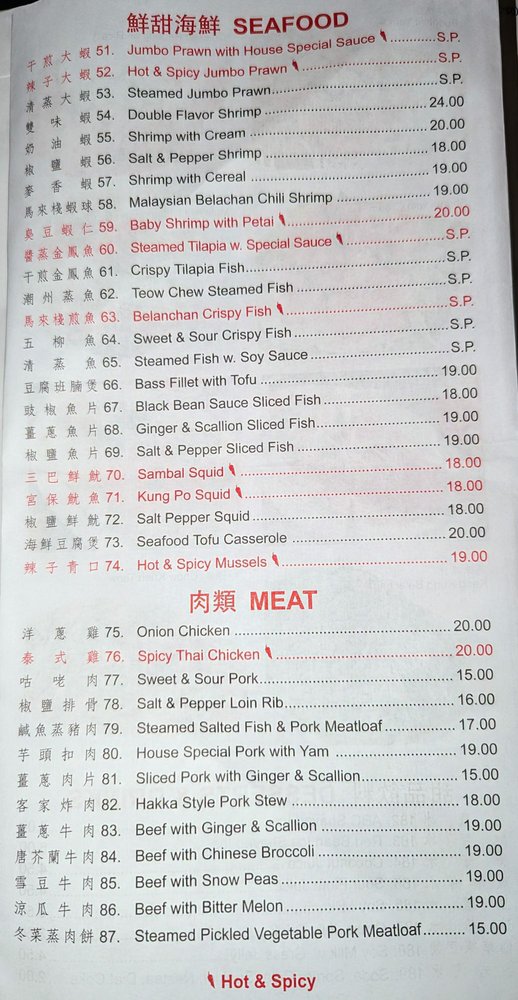 鮮甜海鮮 SEAFOOD
干煎大蝦 51. Jumbo Prawn with House Special Sauce S.P.
辣子大蝦 52. Hot & Spicy Jumbo Prawn S.P.
清蒸大蝦 53. Steamed Jumbo Prawn S.P.
雙味蝦 54. Double Flavor Shrimp 24.00
奶油蝦 55. Shrimp with Cream 20.00
椒鹽蝦 56. Salt & Pepper Shrimp 18.00
麥香蝦 57. Shrimp with Cereal 19.00
馬來棧蝦球 58. Malaysian Belachan Chili Shrimp 19.00
臭豆蝦仁 59. Baby Shrimp with Petai 20.00
醬蒸金鳳魚 60. Steamed Tilapia w. Special Sauce S.P.
干煎金鳳魚 61. Crispy Tilapia Fish S.P.
潮州蒸魚 62. Teow Chew Steamed Fish S.P.
馬來棧煎魚 63. Belanchan Crispy Fish S.P.
五柳魚 64. Sweet & Sour Crispy Fish S.P.
清蒸魚 65. Steamed Fish w. Soy Sauce S.P.
豆腐班腩煲 66. Bass Fillet with Tofu 19.00
豉椒魚片 67. Black Bean Sauce Sliced Fish 18.00
薑蔥魚片 68. Ginger & Scallion Sliced Fish 19.00
椒鹽魚片 69. Salt & Pepper Sliced Fish 19.00
三巴鮮魷 70. Sambal Squid 18.00
宮保魷魚 71. Kung Po Squid 18.00
椒鹽鮮魷 72. Salt Pepper Squid 18.00
海鮮豆腐煲 73. Seafood Tofu Casserole 20.00
辣子青口 74. Hot & Spicy Mussels 19.00
肉類 MEAT
洋蔥雞 75. Onion Chicken 20.00
泰式雞 76. Spicy Thai Chicken 20.00
咕咾肉 77. Sweet & Sour Pork 15.00
椒鹽排骨 78. Salt & Pepper Loin Rib 16.00
鹹魚蒸豬肉 79. Steamed Salted Fish & Pork Meatloaf 17.00
芋頭扣肉 80. House Special Pork with Yam 19.00
薑蔥肉片 81. Sliced Pork with Ginger & Scallion 15.00
客家炸肉 82. Hakka Style Pork Stew 18.00
薑蔥牛肉 83. Beef with Ginger & Scallion 19.00
唐芥蘭牛肉 84. Beef with Chinese Broccoli 19.00
雪豆牛肉 85. Beef with Snow Peas 19.00
涼瓜牛肉 86. Beef with Bitter Melon 19.00
冬菜蒸肉餅 87. Steamed Pickled Vegetable Pork Meatloaf 15.00
Hot & Spicy